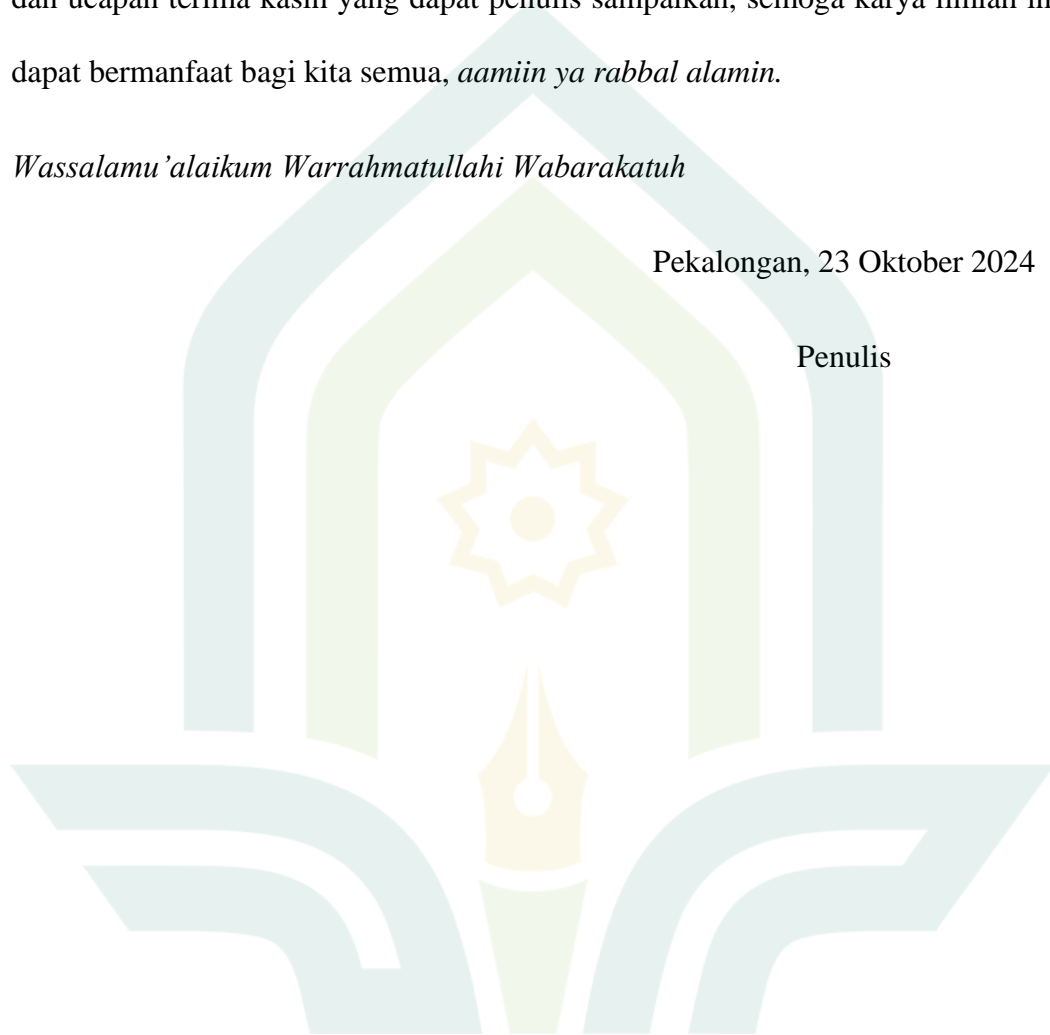 dan ucapan terima kasih yang dapat penulis sampaikan, semoga karya ilmiah
dapat bermanfaat bagi kita semua, aamiin ya rabbal alamin.
Wassalamu’alaikum Warrahmatullahi Wabarakatuh
Pekalongan, 23 Oktober 2024
Penulis